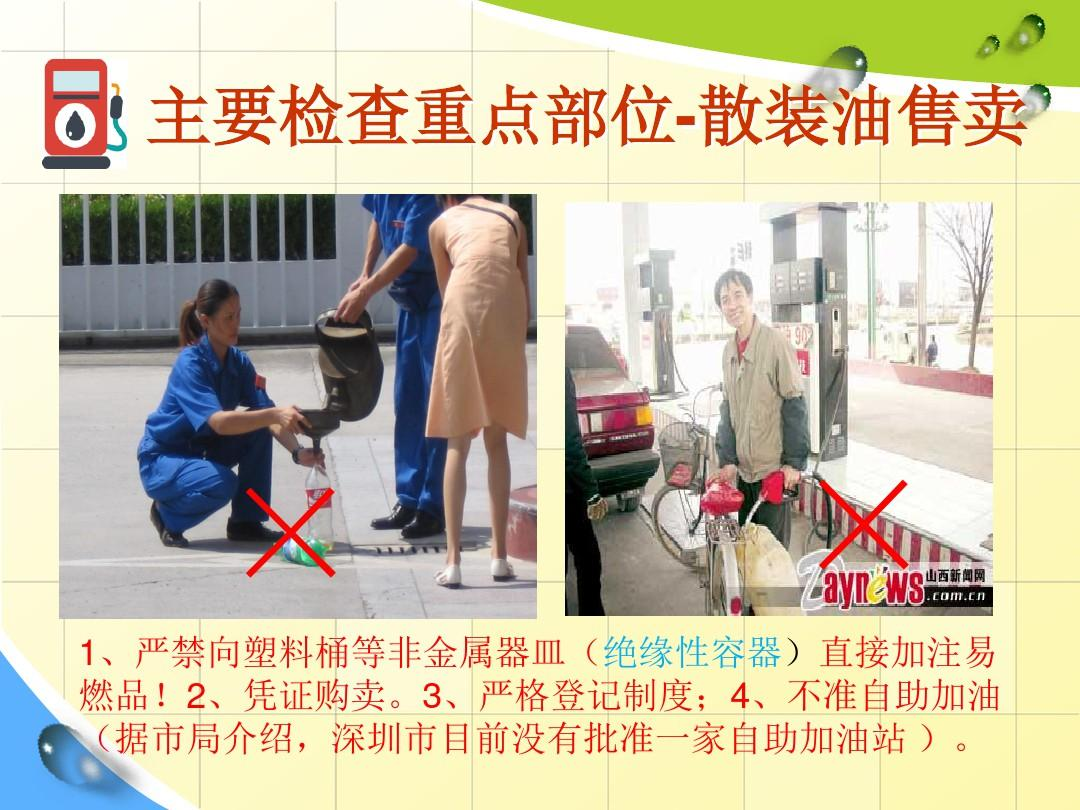 主要检查重点部位-散装油售卖
90
aynews
山西新闻网
.com.cn
1、严禁向塑料桶等非金属器皿（绝缘性容器）直接加注易
燃品！2、凭证购卖。3、严格登记制度；4、不准自助加油
（据市局介绍，深圳市目前没有批准一家自助加油站 ）。